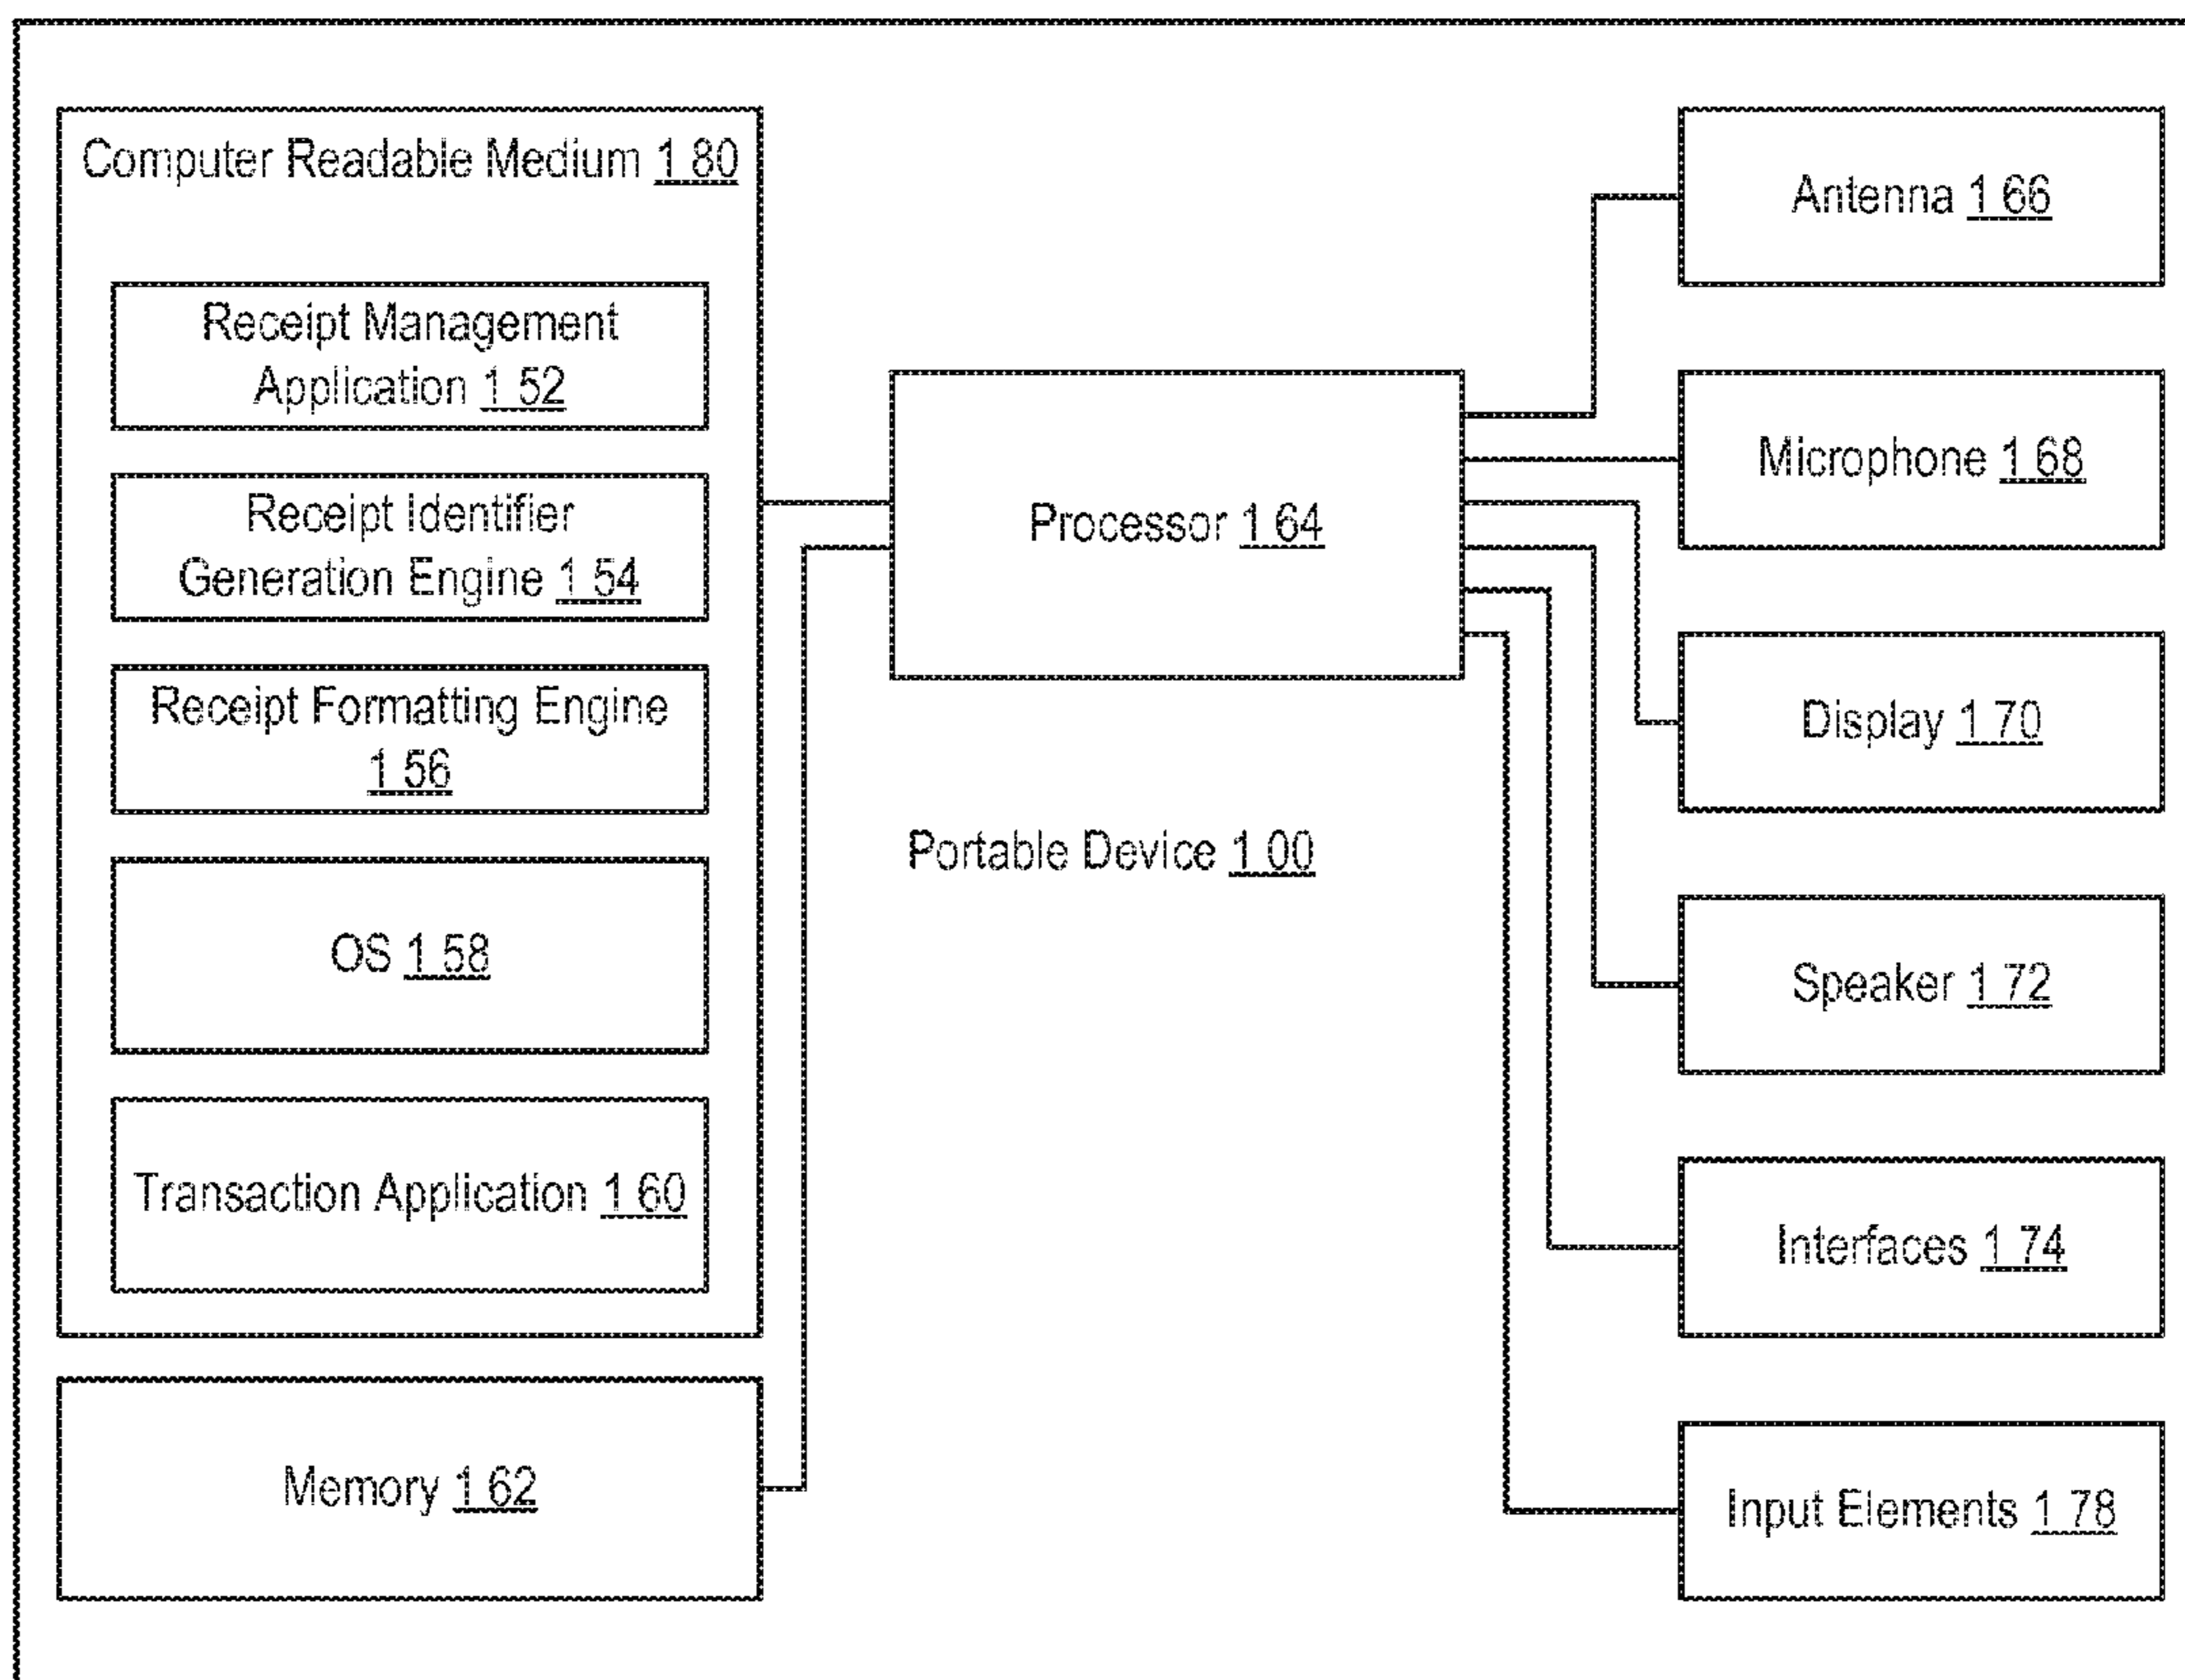 Computer Readable Medium 180
Receipt Management
Application 152
Receipt Identifier
Generation Engine 154
Receipt Formatting Engine
156
OS 158
Transaction Application 160
Memory 162
Processor 164
Portable Device 100
Antenna 166
Microphone 168
Display 170
Speaker 172
Interfaces 174
Input Elements 178